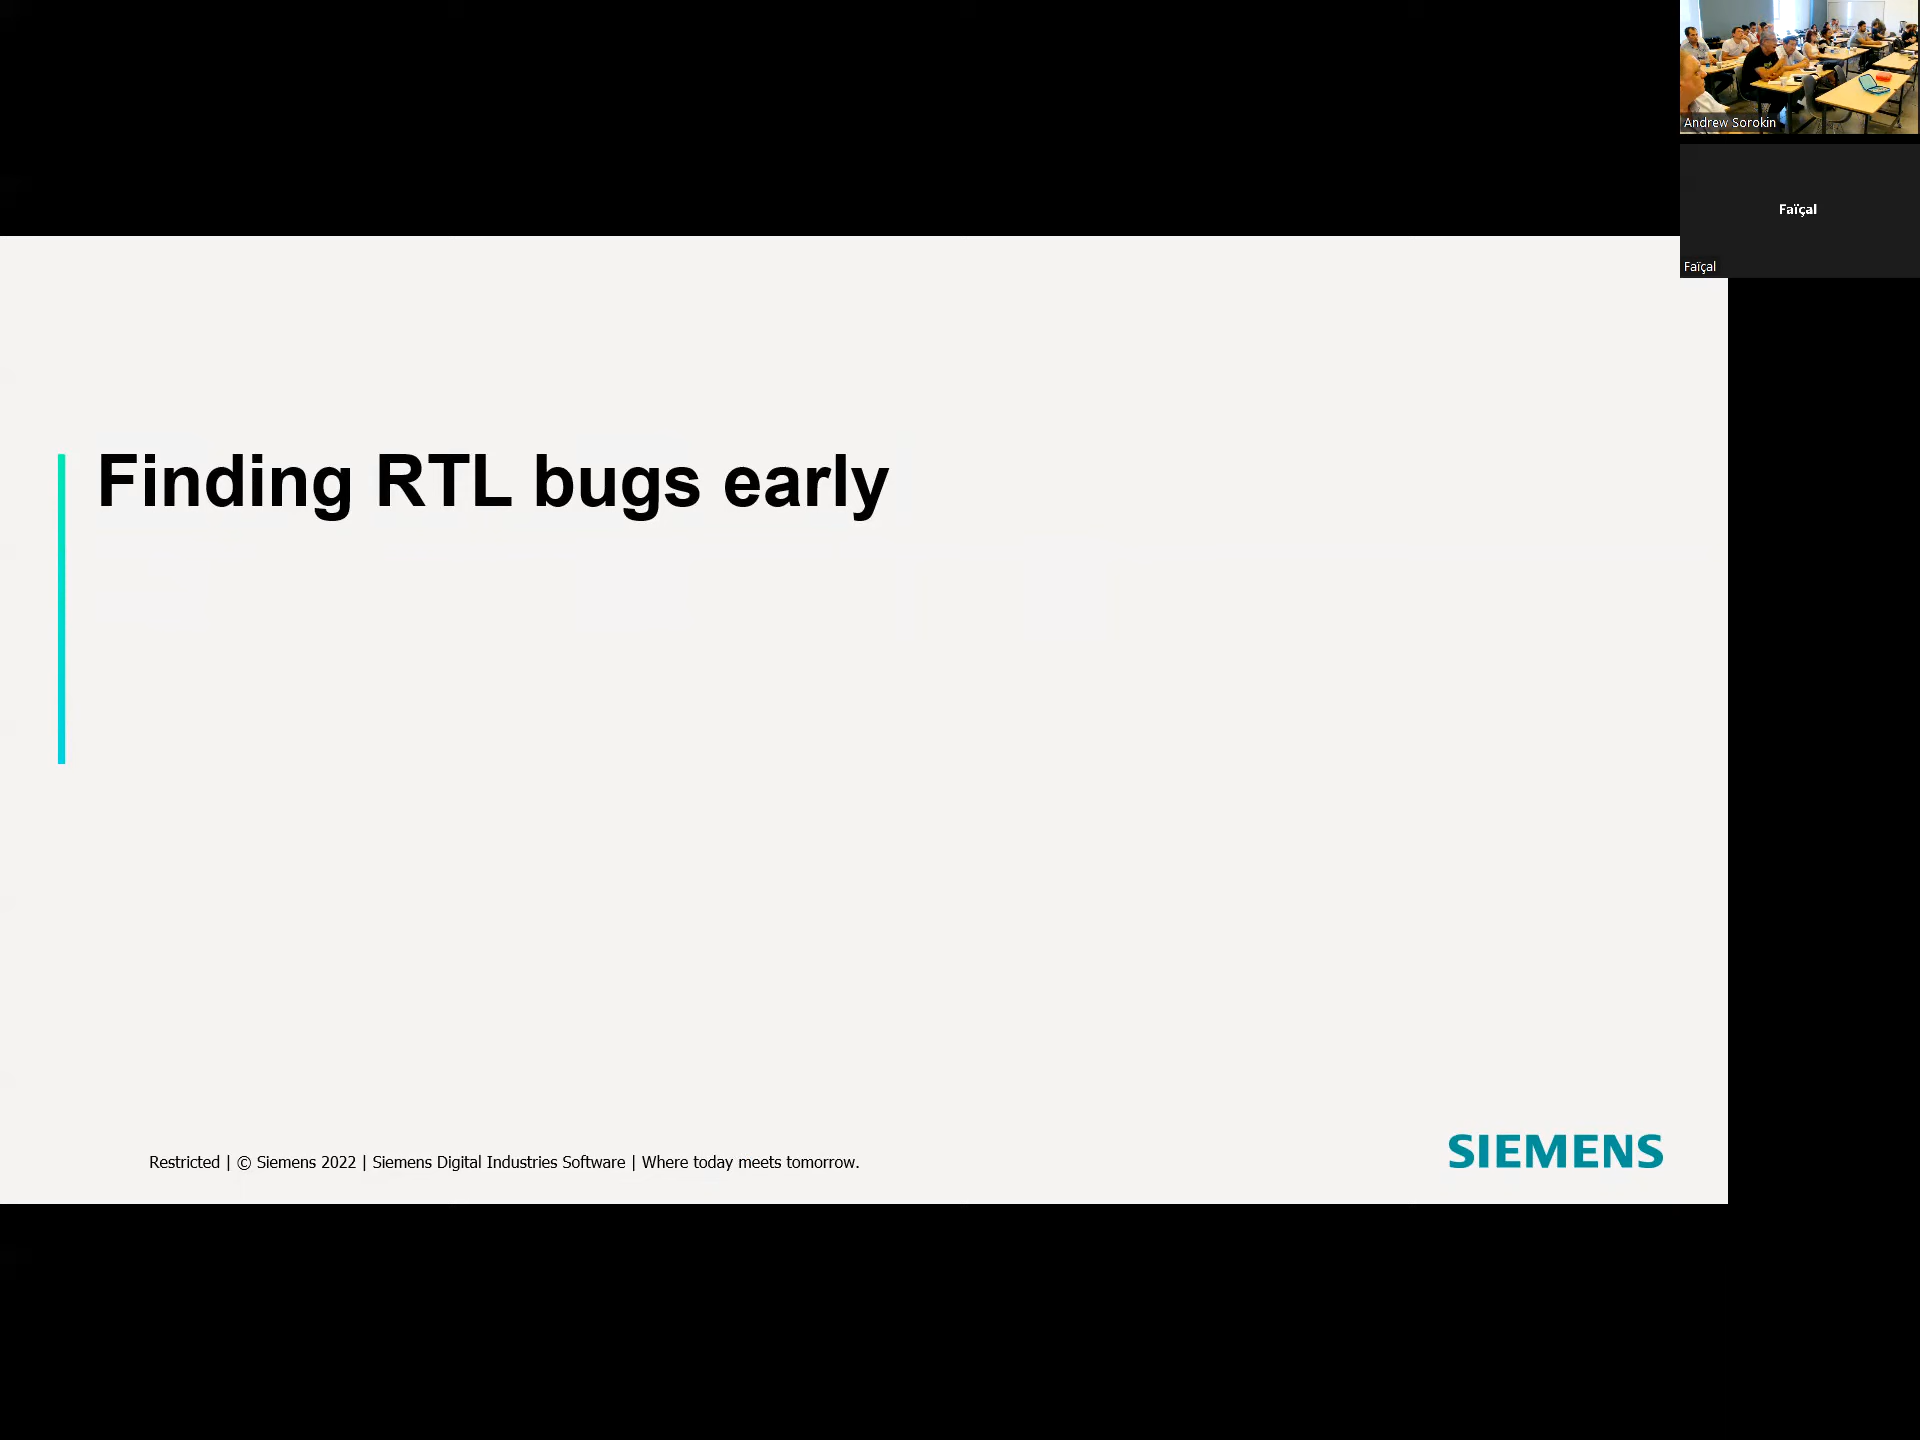 Andrew Sorokin
Faïçal
Faïçal
Finding RTL bugs early
Restricted | © Siemens 2022 | Siemens Digital Industries Software | Where today meets tomorrow.
SIEMENS